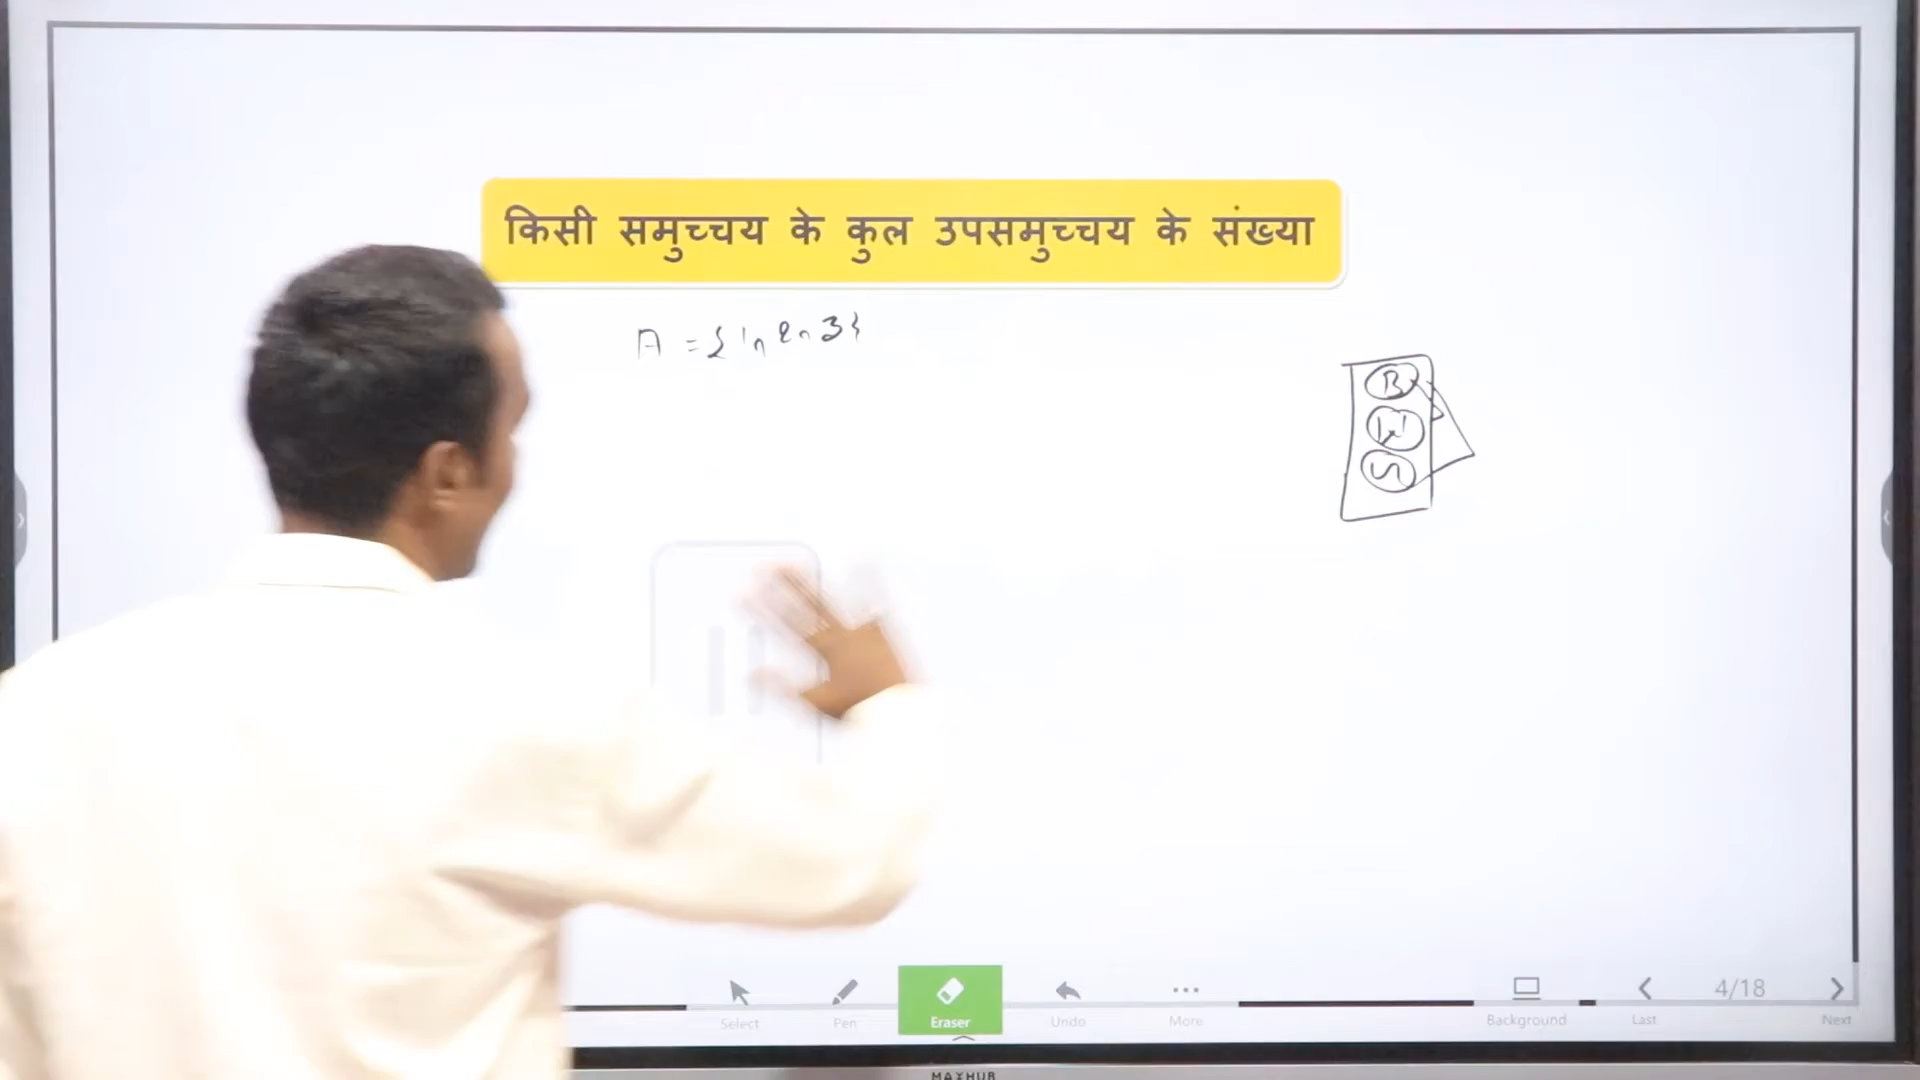 किसी समुच्चय के कुल उपसमुच्चय के संख्या
A = {1, 2, 3}
B
S
Select
Pen
Eraser
Undo
More
Background
Last
4/18
Next
MAXHUB